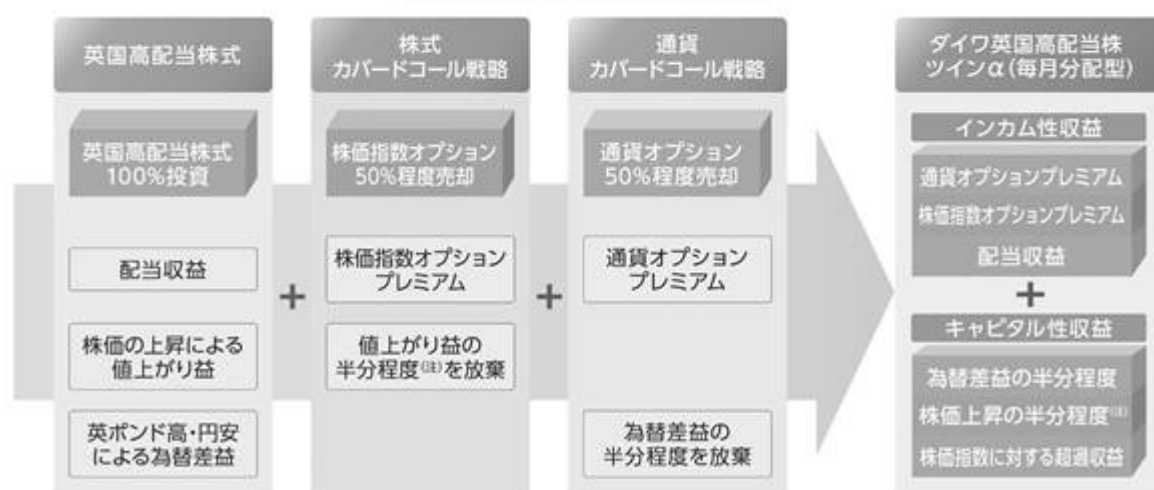 英国高配当株式
英国高配当株式
100%投資
配当収益
株価の上昇による
値上がり益
英ポンド高・円安
による為替差益
+
株式
カバードコール戦略
株価指数オプション
50%程度売却
株価指数オプション
プレミアム
値上がり益の
半分程度(注)を放棄
+
通貨
カバードコール戦略
通貨オプション
50%程度売却
通貨オプション
プレミアム
為替差益の
半分程度を放棄
ダイワ英国高配当株
ツインα(毎月分配型)
インカム性収益
通貨オプションプレミアム
株価指数オプションプレミアム
配当収益
+
キャピタル性収益
為替差益の半分程度
株価上昇の半分程度(注)
株価指数に対する超過収益